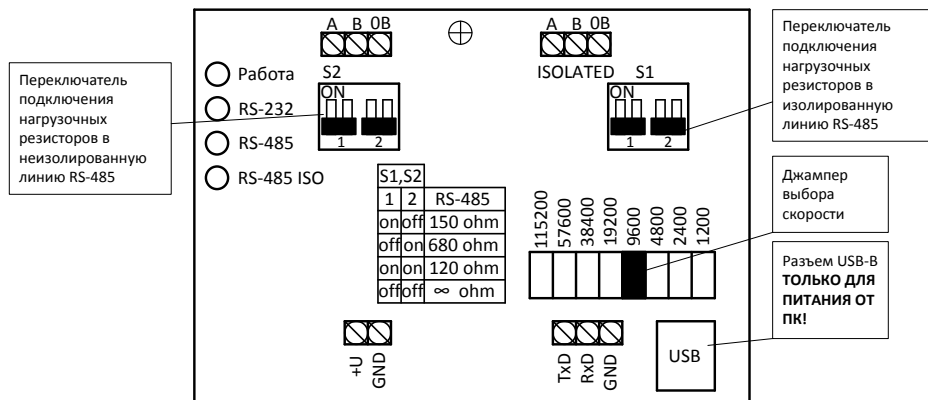 A B 0В
A B 0В
Переключатель
подключения
нагрузочных
резисторов в
неизолированную
линию RS-485
Работа
RS-232
RS-485
RS-485 ISO
S2
ON
1 2
ISOLATED S1
ON
1 2
Переключатель
подключения
нагрузочных
резисторов в
изолированную
линию RS-485
S1,S2
1 2 RS-485
on off 150 ohm
off on 680 ohm
on on 120 ohm
off off ∞ ohm
115200
57600
38400
19200
9600
4800
2400
1200
Джампер
выбора
скорости
Разъем USB-B
ТОЛЬКО ДЛЯ
ПИТАНИЯ ОТ
ПК!
+U
GND
TxD
RxD
GND
USB